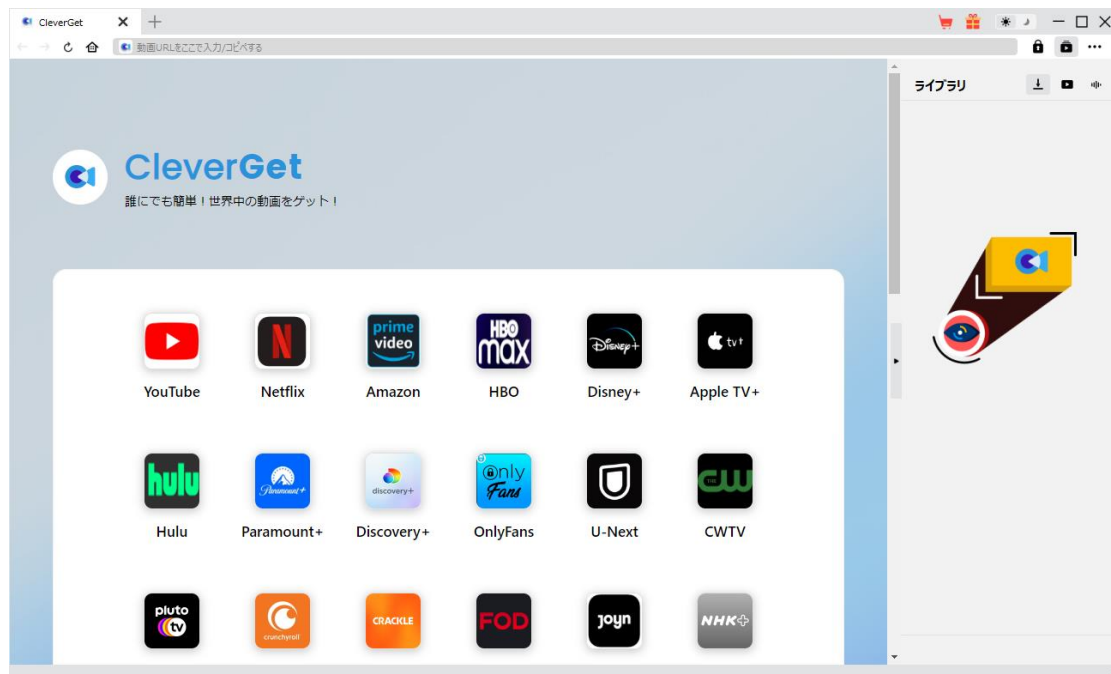 CleverGet
動画URLをここで入力/コピペする
ライブラリ
CleverGet
誰にでも簡単！世界中の動画をゲット！
prime video
HBO max
Disney+
tv+
YouTube
Netflix
Amazon
HBO
Disney+
Apple TV+
hulu
Paramount+
discovery+
Only Fans
THE CW
Hulu
Paramount+
Discovery+
OnlyFans
U-Next
CWTV
pluto tv
crunchyroll
CRACKLE
FOD
joyn
NHK+